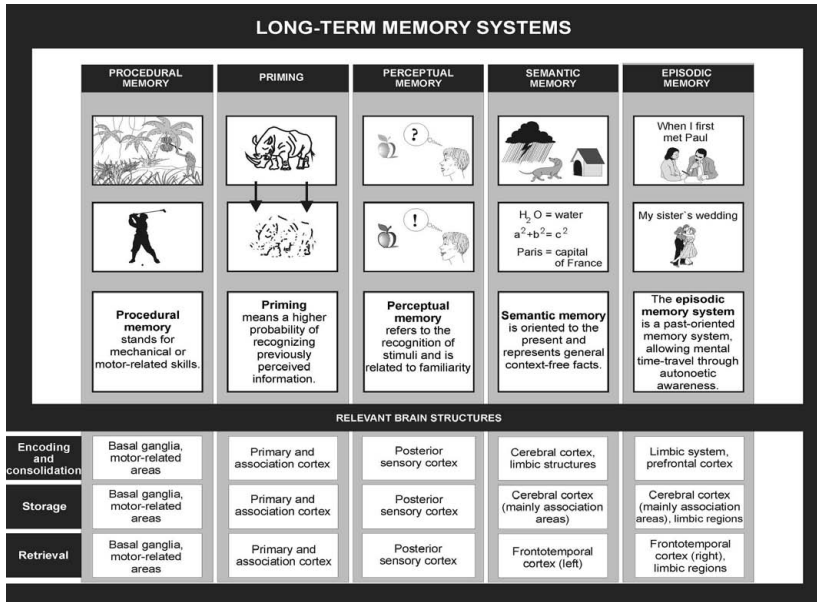 LONG-TERM MEMORY SYSTEMS
PROCEDURAL
MEMORY
PRIMING
PERCEPTUAL
MEMORY
SEMANTIC
MEMORY
EPISODIC
MEMORY
?
When I first
met Paul
!
H2O = water
a²+b²= c²
Paris = capital
of France
My sister`s wedding
Procedural
memory
stands for
mechanical or
motor-related skills.
Priming
means a higher
probability of
recognizing
previously
perceived
information.
Perceptual
memory
refers to the
recognition of
stimuli and is
related to familiarity
Semantic memory
is oriented to the
present and
represents general
context-free facts.
The episodic
memory system
is a past-oriented
memory system,
allowing mental
time-travel through
autonoetic
awareness.
RELEVANT BRAIN STRUCTURES
Encoding
and
consolidation
Basal ganglia,
motor-related
areas
Primary and
association cortex
Posterior
sensory cortex
Cerebral cortex,
limbic structures
Limbic system,
prefrontal cortex
Storage
Basal ganglia,
motor-related
areas
Primary and
association cortex
Posterior
sensory cortex
Cerebral cortex
(mainly association
areas)
Cerebral cortex
(mainly association
areas), limbic regions
Retrieval
Basal ganglia,
motor-related
areas
Primary and
association cortex
Posterior
sensory cortex
Frontotemporal
cortex (left)
Frontotemporal
cortex (right),
limbic regions